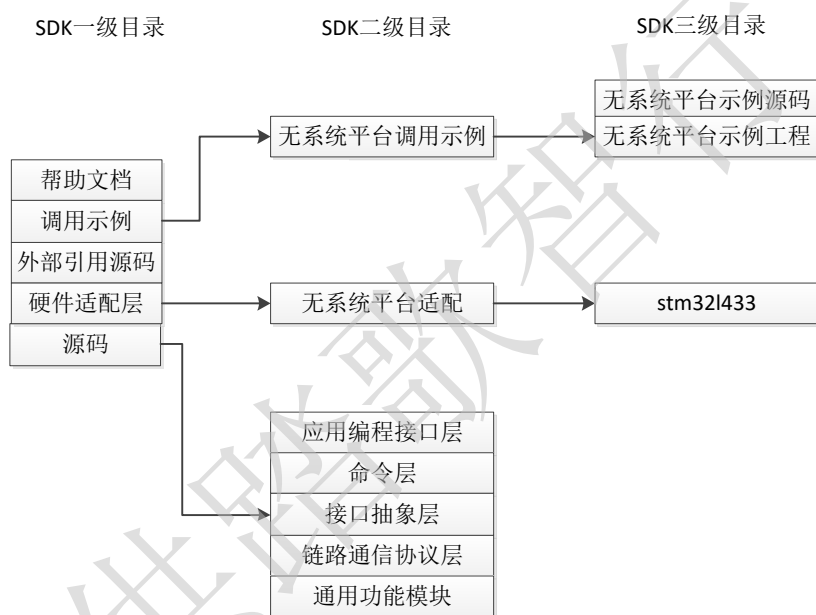 SDK一级目录
SDK二级目录
SDK三级目录
无系统平台示例源码
无系统平台调用示例
无系统平台示例工程
帮助文档
调用示例
外部引用源码
硬件适配层
无系统平台适配
stm32l433
源码
应用编程接口层
命令层
接口抽象层
链路通信协议层
通用功能模块
供踏歌智行